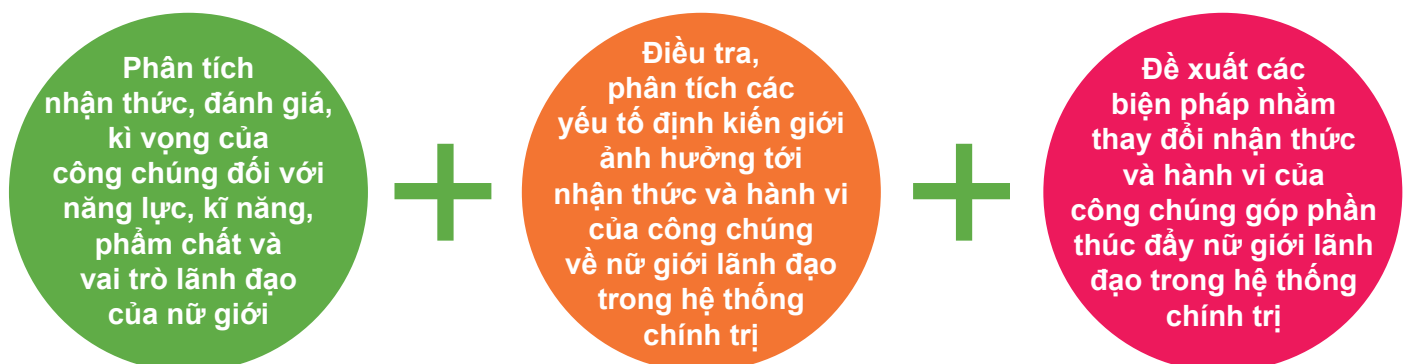 Phân tích
nhận thức, đánh giá,
kì vọng của
công chúng đối với
năng lực, kĩ năng,
phẩm chất và
vai trò lãnh đạo
của nữ giới
Điều tra,
phân tích các
yếu tố định kiến giới
ảnh hưởng tới
nhận thức và hành vi
của công chúng
về nữ giới lãnh đạo
trong hệ thống
chính trị
Đề xuất các
biện pháp nhằm
thay đổi nhận thức
và hành vi của
công chúng góp phần
thúc đẩy nữ giới lãnh
đạo trong hệ thống
chính trị